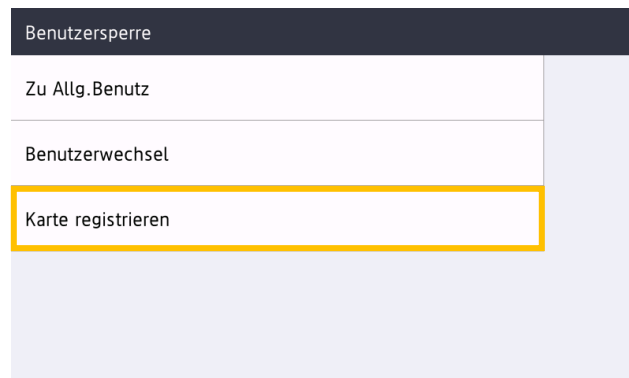 Benutzersperre
Zu Allg.Benutz
Benutzerwechsel
Karte registrieren